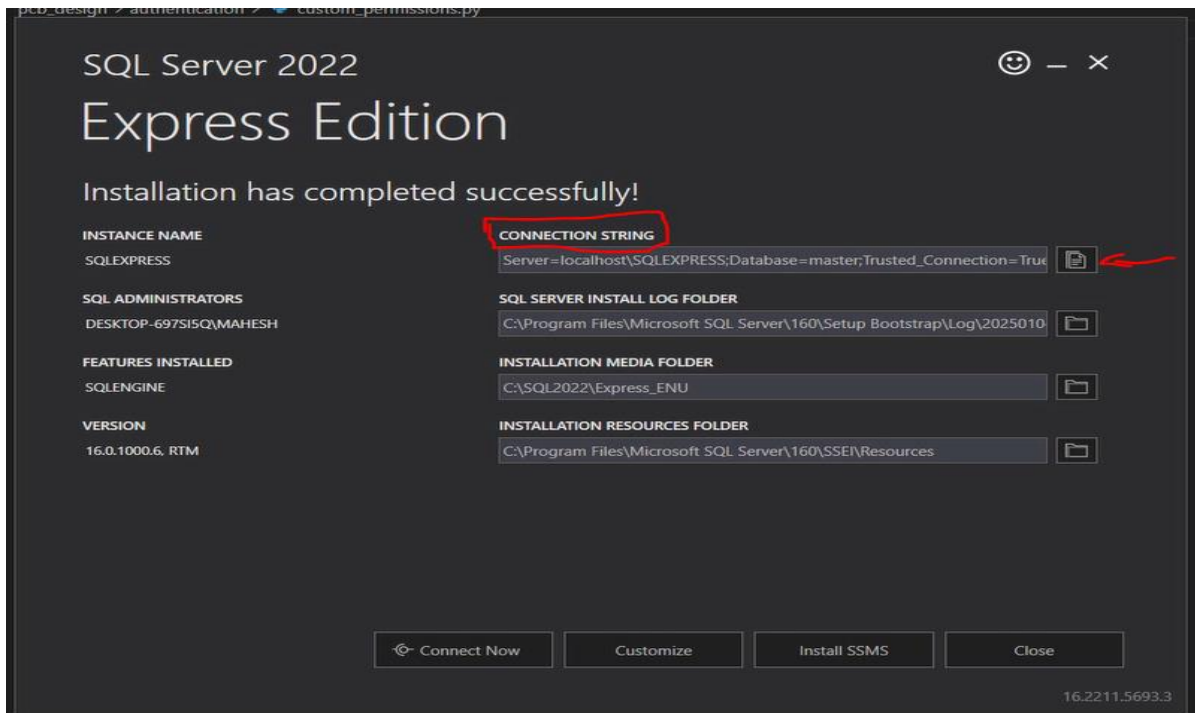 pcb_design > authentication > custom_permissions.py
SQL Server 2022
Express Edition
Installation has completed successfully!
INSTANCE NAME
SQLEXPRESS
CONNECTION STRING
Server=localhost\SQLEXPRESS;Database=master;Trusted_Connection=True
SQL ADMINISTRATORS
DESKTOP-697SI5Q\MAHESH
SQL SERVER INSTALL LOG FOLDER
C:\Program Files\Microsoft SQL Server\160\Setup Bootstrap\Log\2025010
FEATURES INSTALLED
SQLENGINE
INSTALLATION MEDIA FOLDER
C:\SQL2022\Express_ENU
VERSION
16.0.1000.6, RTM
INSTALLATION RESOURCES FOLDER
C:\Program Files\Microsoft SQL Server\160\SSEI\Resources
Connect Now
Customize
Install SSMS
Close
16.2211.5693.3